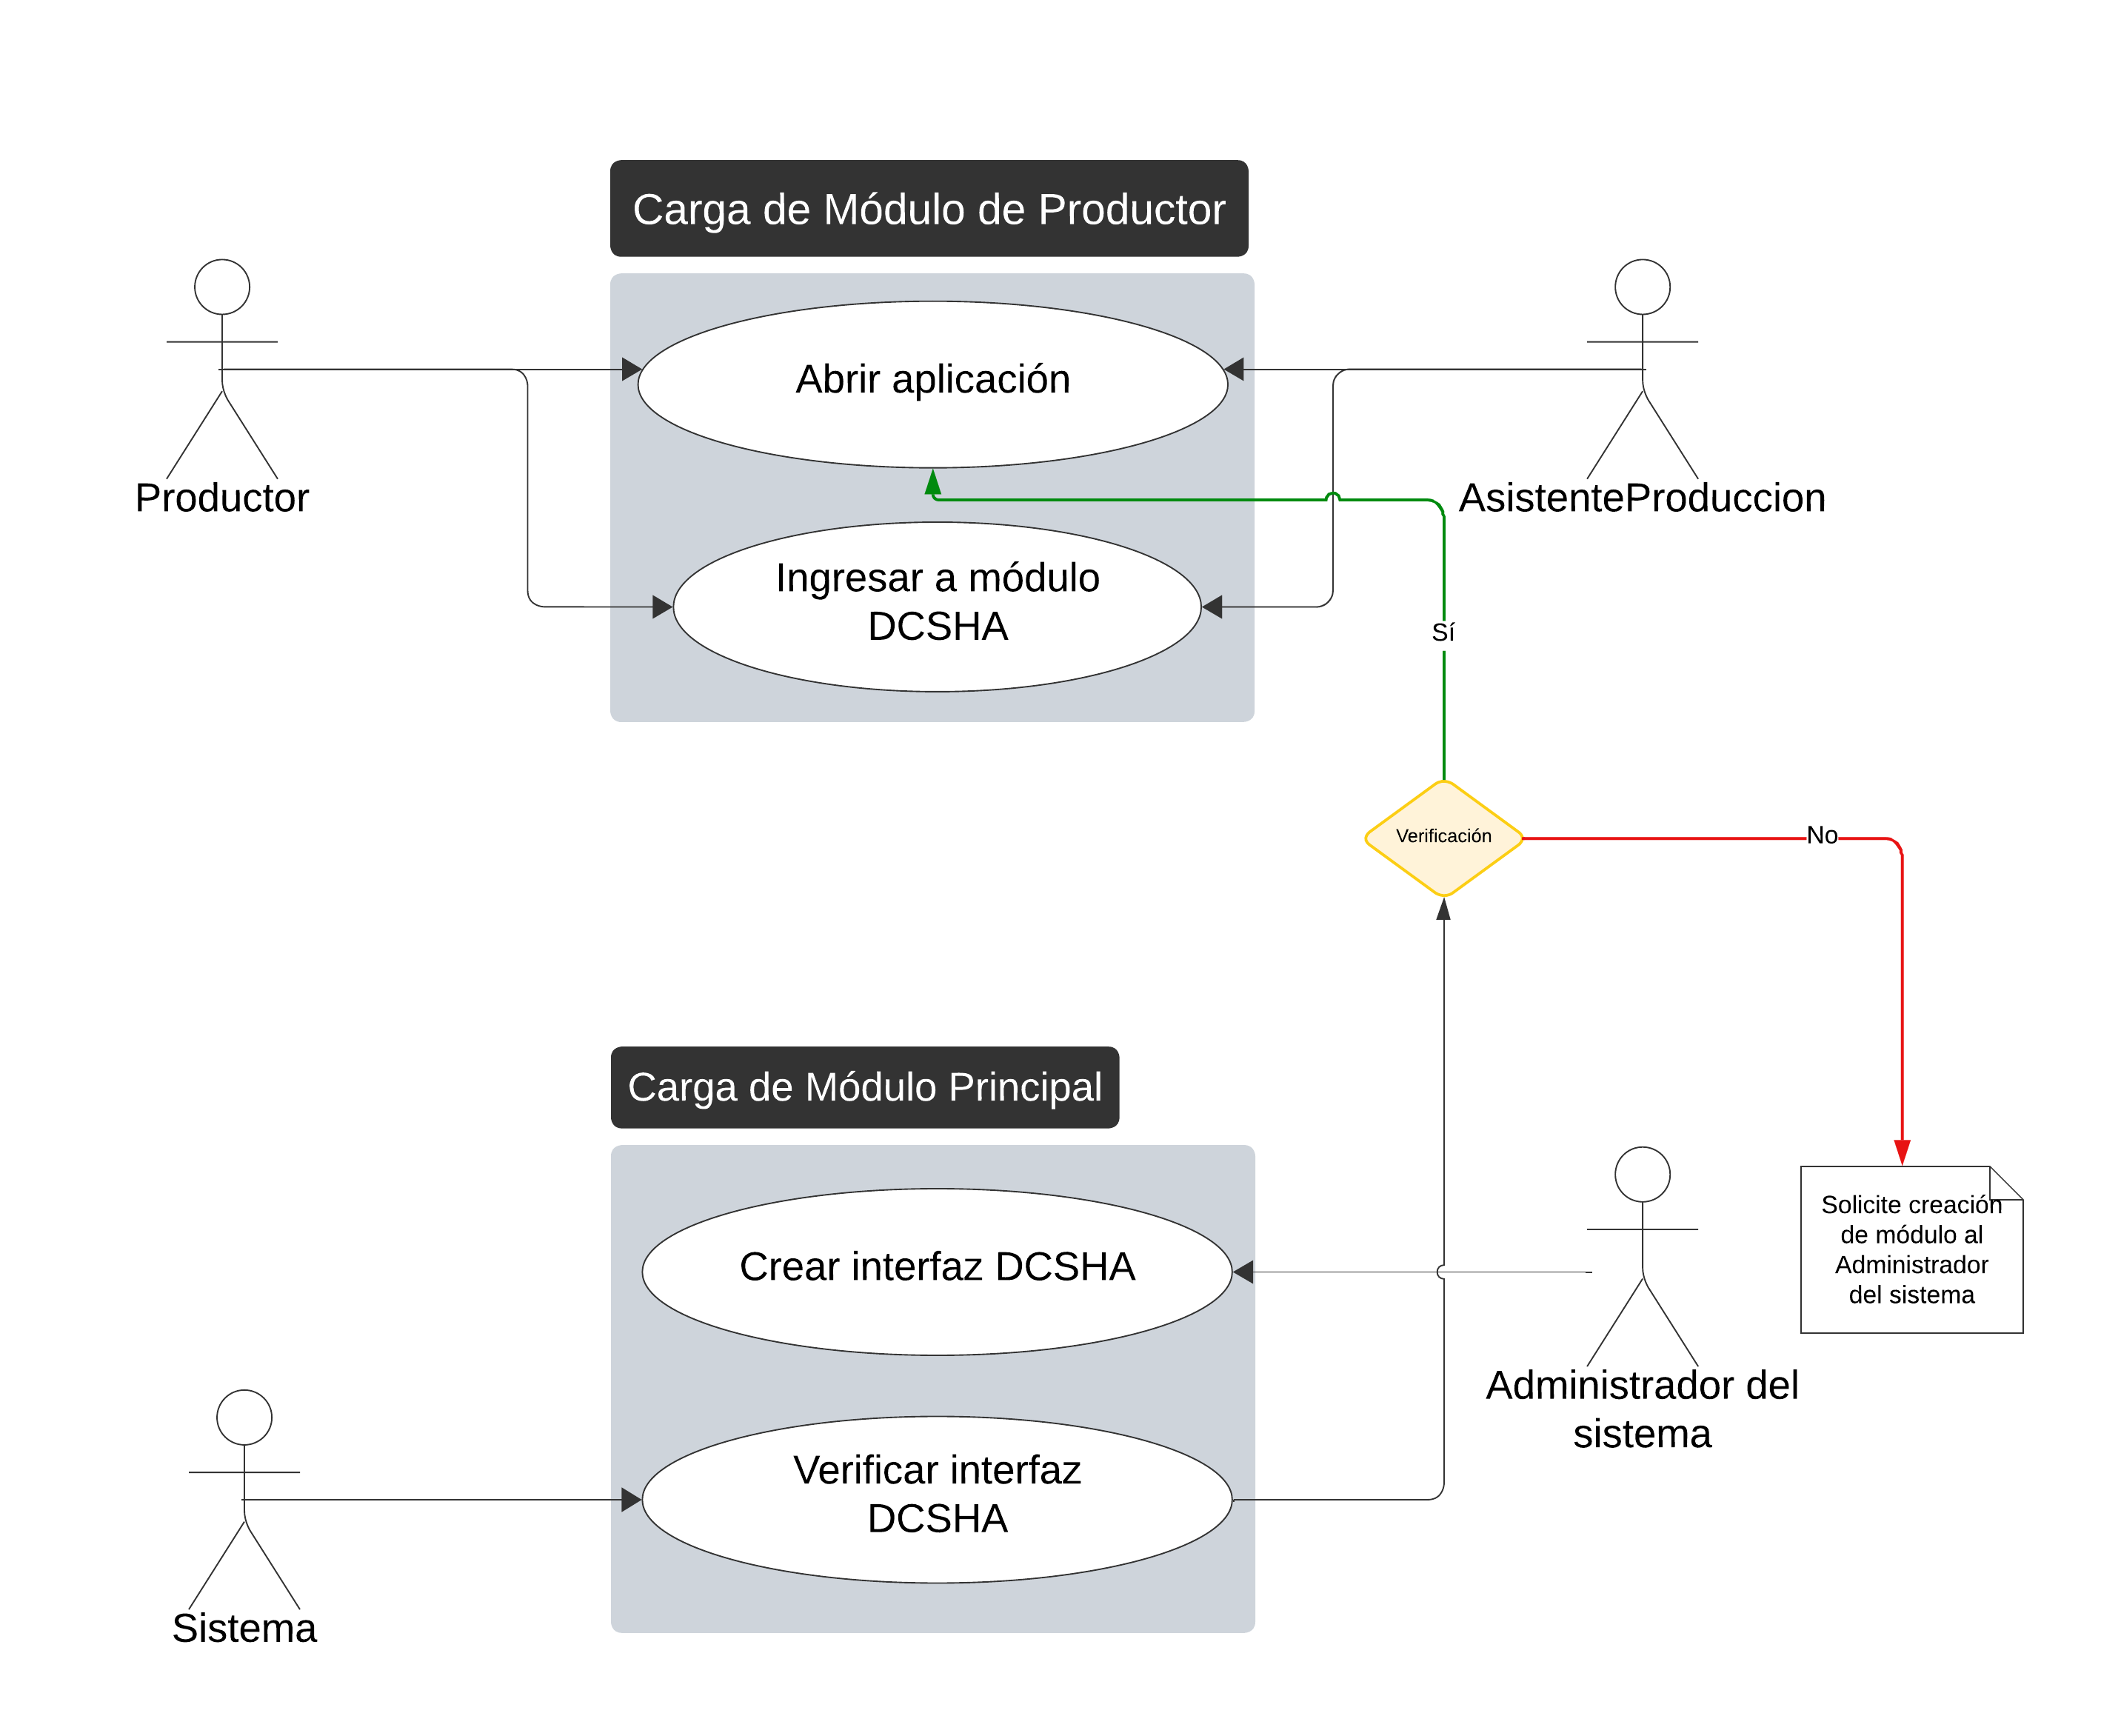 Carga de Módulo de Productor
Abrir aplicación
Productor
AsistenteProduccion
Ingresar a módulo
DCSHA
Sí
Verificación
No
Carga de Módulo Principal
Solicite creación
de módulo al
Administrador
del sistema
Crear interfaz DCSHA
Administrador del
sistema
Verificar interfaz
DCSHA
Sistema